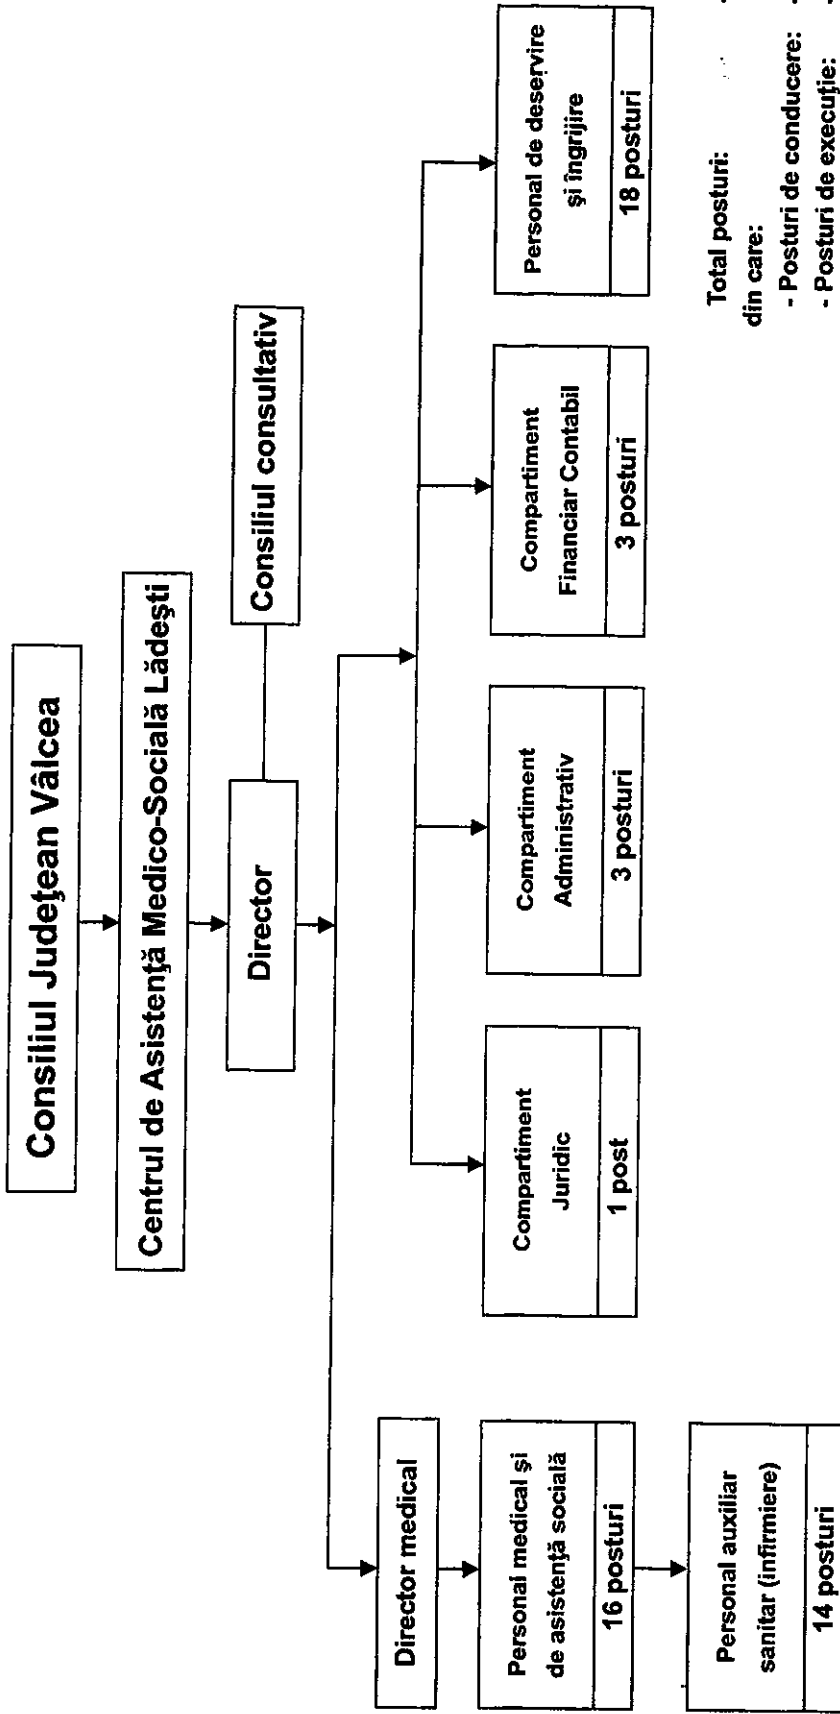 Consiliul Judeţean Vâlcea
Centrul de Asistenţă Medico-Socială Lădeşti
Director
Consiliul consultativ
Director medical
Personal medical şi
de asistenţă socială
16 posturi
Personal auxiliar
sanitar (infirmiere)
14 posturi
Compartiment
Juridic
1 post
Compartiment
Administrativ
3 posturi
Compartiment
Financiar Contabil
3 posturi
Personal de deservire
şi îngrijire
18 posturi
Total posturi: -
din care:
- Posturi de conducere: -
- Posturi de execuţie: -